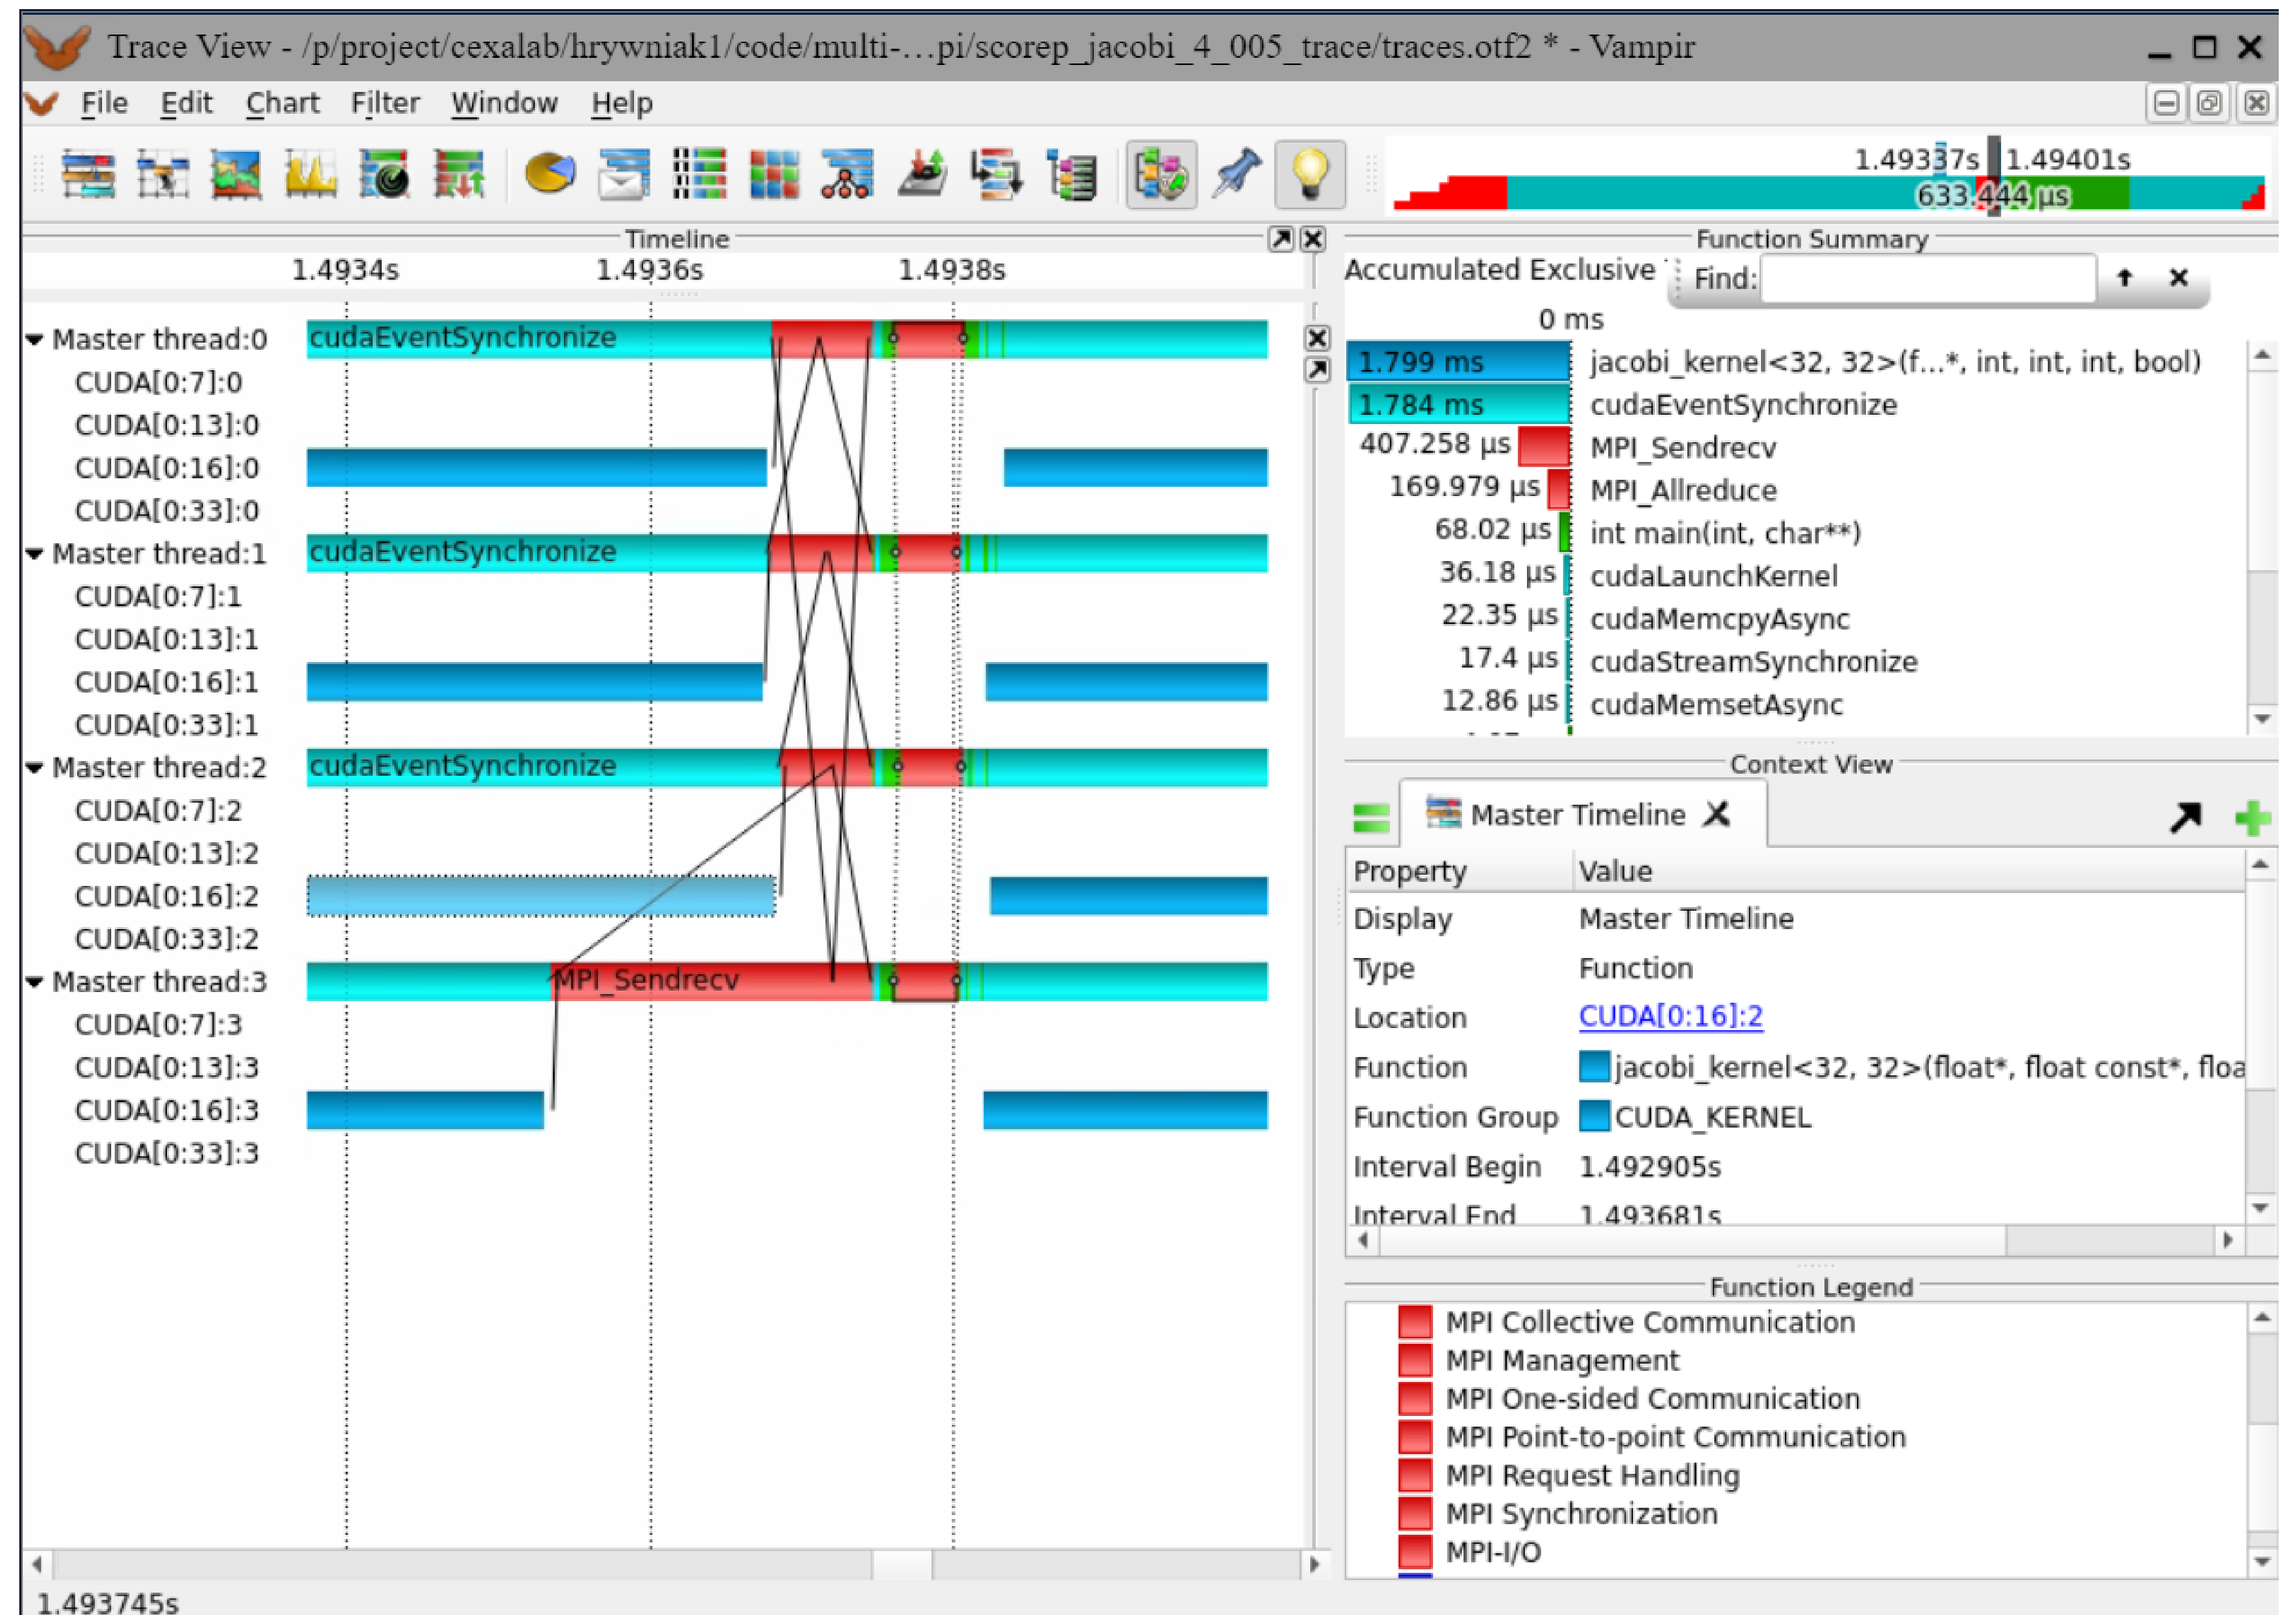 Trace View - /p/project/cexalab/hrywniak1/code/multi-...pi/scorep_jacobi_4_005_trace/traces.otf2 * - Vampir
File Edit Chart Filter Window Help
1.49337s 1.49401s
633.444 µs
Timeline
1.4934s 1.4936s 1.4938s
Master thread:0 cudaEventSynchronize
CUDA[0:7]:0
CUDA[0:13]:0
CUDA[0:16]:0
CUDA[0:33]:0
Master thread:1 cudaEventSynchronize
CUDA[0:7]:1
CUDA[0:13]:1
CUDA[0:16]:1
CUDA[0:33]:1
Master thread:2 cudaEventSynchronize
CUDA[0:7]:2
CUDA[0:13]:2
CUDA[0:16]:2
CUDA[0:33]:2
Master thread:3 MPI_Sendrecv
CUDA[0:7]:3
CUDA[0:13]:3
CUDA[0:16]:3
CUDA[0:33]:3
1.493745s
Function Summary
Accumulated Exclusive Find:
0 ms
1.799 ms jacobi_kernel<32, 32>(f...*, int, int, int, bool)
1.784 ms cudaEventSynchronize
407.258 µs MPI_Sendrecv
169.979 µs MPI_Allreduce
68.02 µs int main(int, char**)
36.18 µs cudaLaunchKernel
22.35 µs cudaMemcpyAsync
17.4 µs cudaStreamSynchronize
12.86 µs cudaMemsetAsync
Context View
Master Timeline
Property Value
Display Master Timeline
Type Function
Location CUDA[0:16]:2
Function jacobi_kernel<32, 32>(float*, float const*, floa
Function Group CUDA_KERNEL
Interval Begin 1.492905s
Interval End 1.493681s
Function Legend
MPI Collective Communication
MPI Management
MPI One-sided Communication
MPI Point-to-point Communication
MPI Request Handling
MPI Synchronization
MPI-I/O